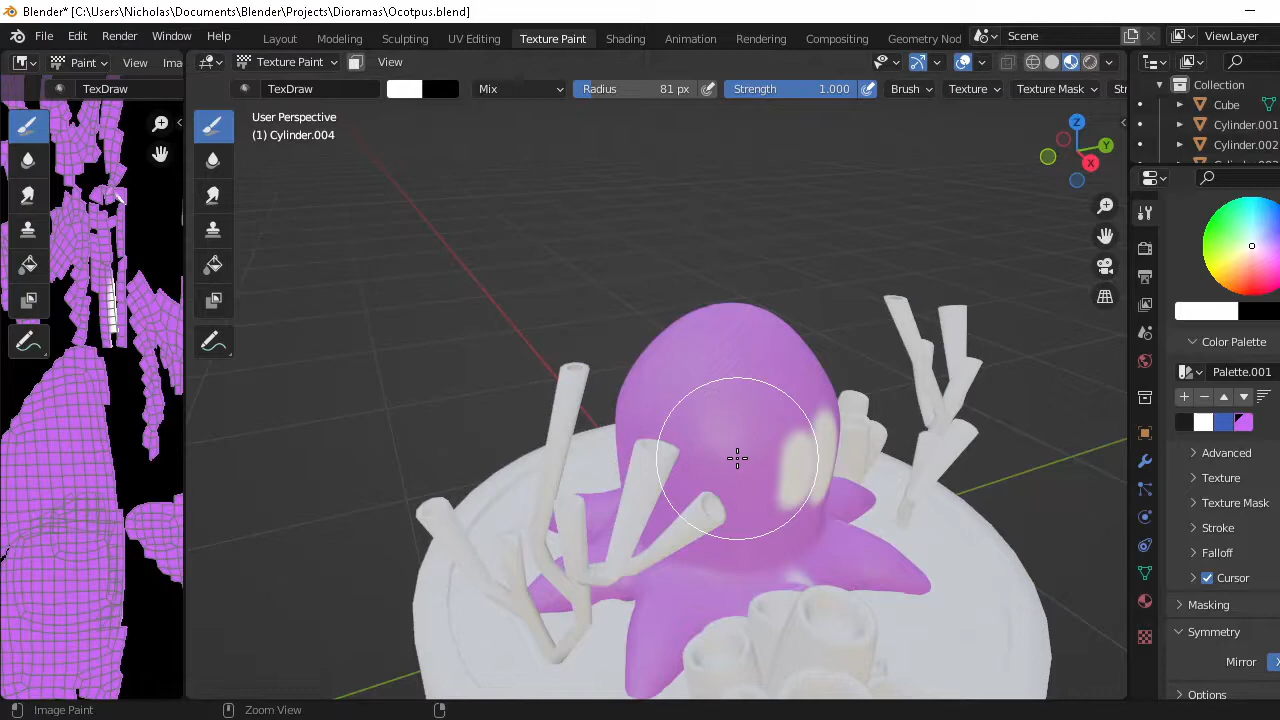 Blender* [C:\Users\Nicholas\Documents\Blender\Projects\Dioramas\Ocotpus.blend]
File Edit Render Window Help
Layout Modeling Sculpting UV Editing Texture Paint Shading Animation Rendering Compositing Geometry Nod
Scene
ViewLayer
Paint View Ima
Texture Paint View
TexDraw
TexDraw
Mix
Radius 81 px
Strength 1.000
Brush
Texture
Texture Mask
Str
User Perspective
(1) Cylinder.004
Z
Y
X
Collection
Cube
Cylinder.001
Cylinder.002
Color Palette
Palette.001
Advanced
Texture
Texture Mask
Stroke
Falloff
Cursor
Masking
Symmetry
Mirror
Options
Image Paint
Zoom View